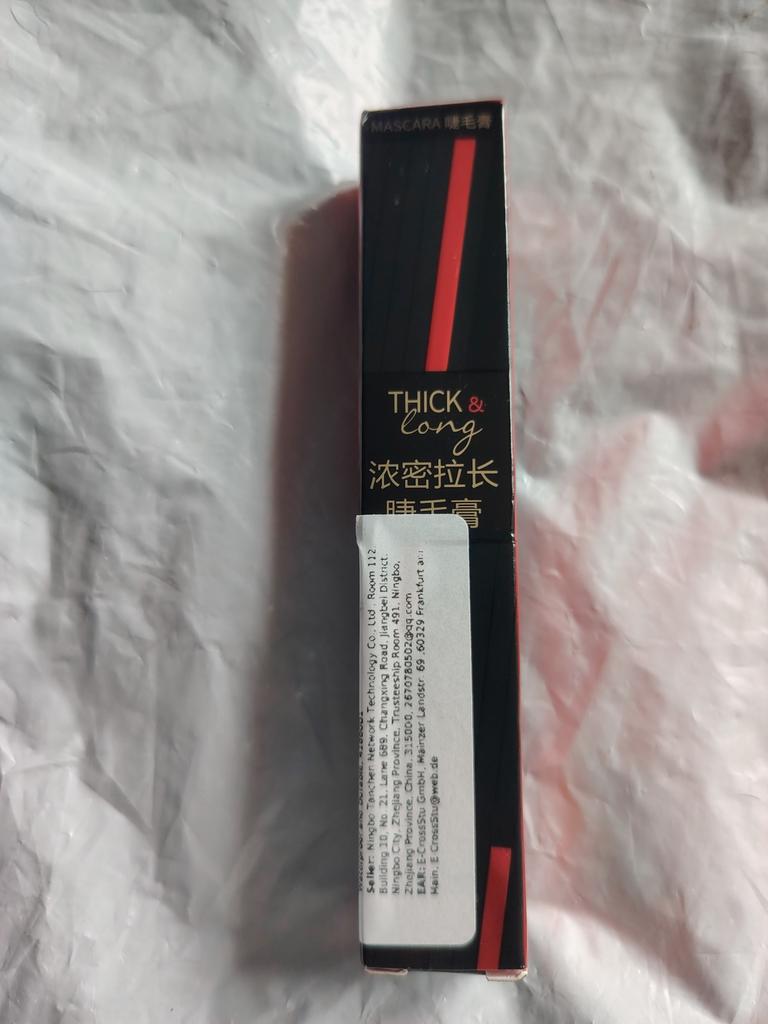 MASCARA 睫毛膏
THICK &
long
浓密拉长
睫毛膏
Seller: Ningbo Tanchen Network Technology Co., Ltd., Room 112,
Building 10, No. 21, Lane 689, Changxing Road, Jiangbei District,
Ningbo City, Zhejiang Province, Trusteeship Room 491, Ningbo,
Zhejiang Province, China, 315000, 2670780502@qq.com
EAR: E-CrossStu GmbH, Mainzer Landstr. 69, 60329 Frankfurt am
Main, E-CrossStu@web.de